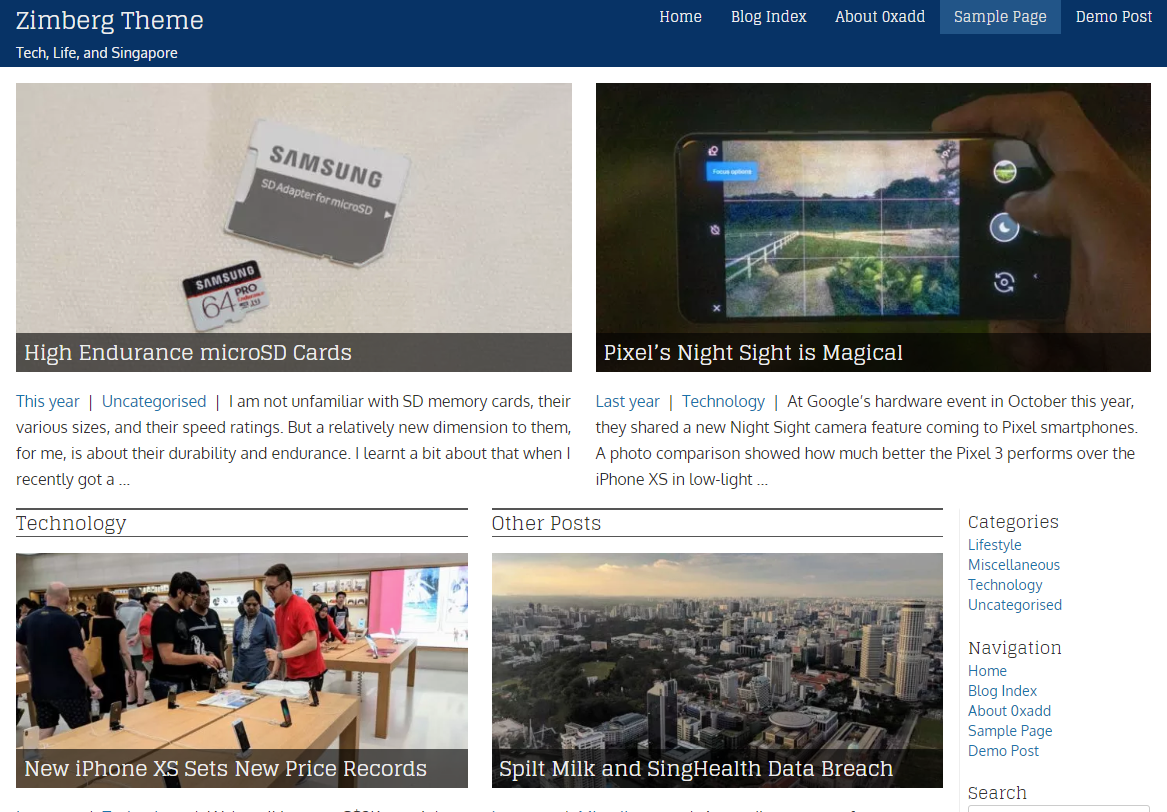 Zimberg Theme
Tech, Life, and Singapore
Home
Blog Index
About 0xadd
Sample Page
Demo Post
SAMSUNG
SD Adapter for microSD
SAMSUNG
64 PRO
High Endurance microSD Cards
Focus options
Pixel's Night Sight is Magical
This year | Uncategorised | I am not unfamiliar with SD memory cards, their
various sizes, and their speed ratings. But a relatively new dimension to them,
for me, is about their durability and endurance. I learnt a bit about that when I
recently got a ...
Last year | Technology | At Google's hardware event in October this year,
they shared a new Night Sight camera feature coming to Pixel smartphones.
A photo comparison showed how much better the Pixel 3 performs over the
iPhone XS in low-light ...
Technology
New iPhone XS Sets New Price Records
Other Posts
Spilt Milk and SingHealth Data Breach
Categories
Lifestyle
Miscellaneous
Technology
Uncategorised
Navigation
Home
Blog Index
About 0xadd
Sample Page
Demo Post
Search